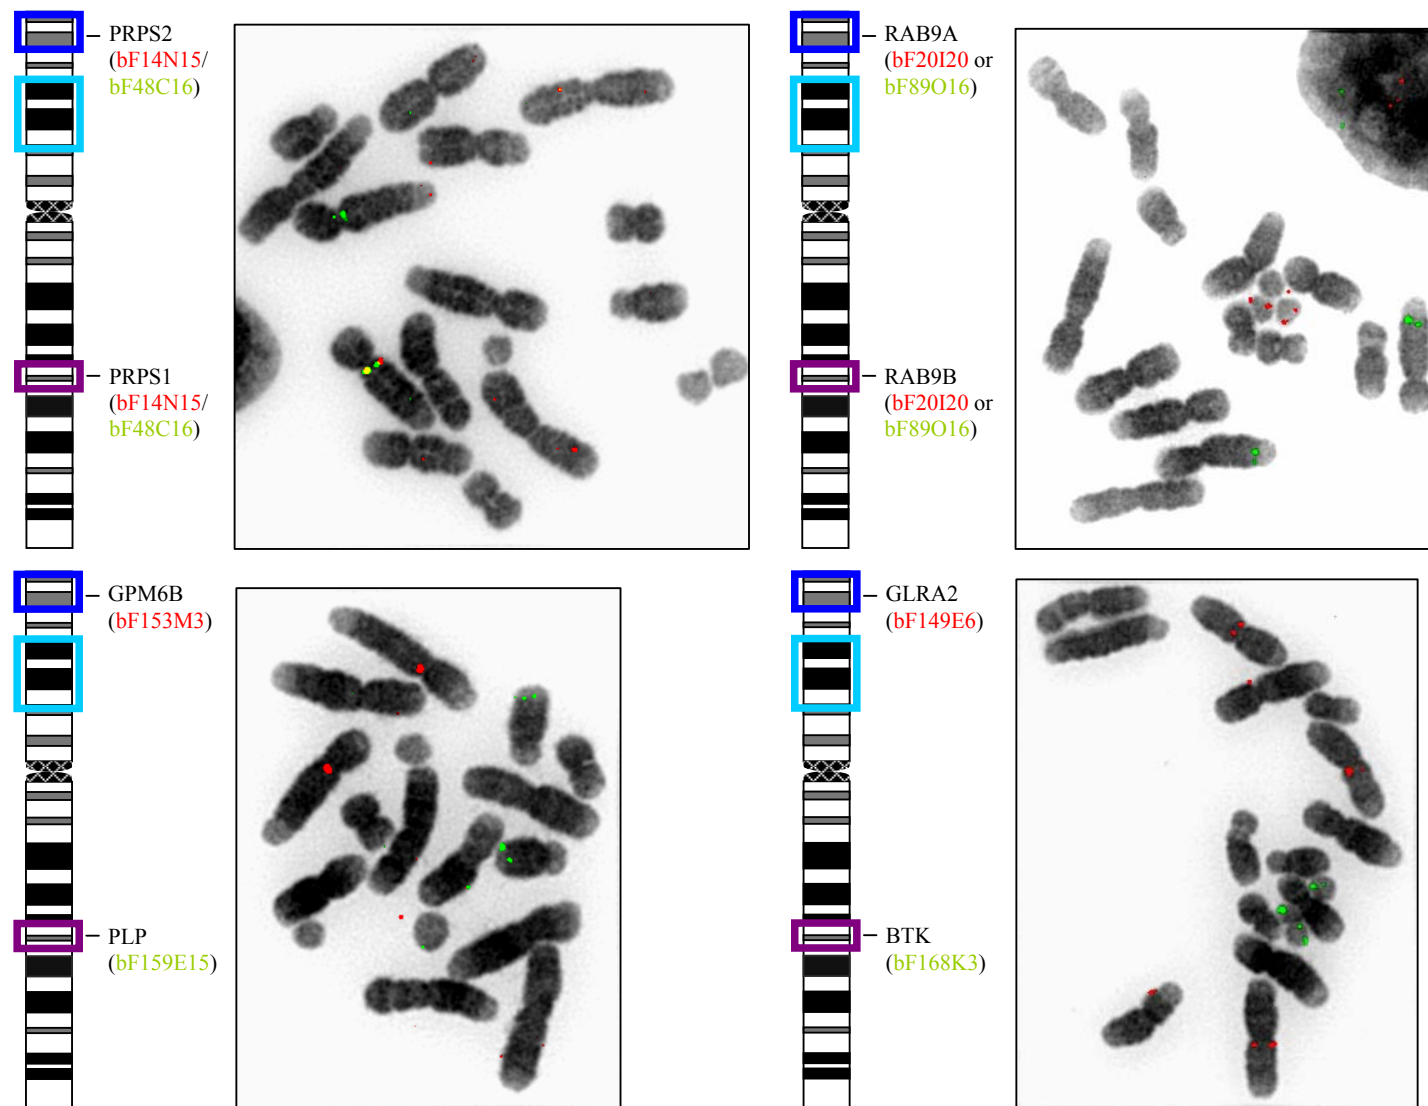 PRPS2
(bF14N15/
bF48C16)
PRPS1
(bF14N15/
bF48C16)
RAB9A
(bF20I20 or
bF89O16)
RAB9B
(bF20I20 or
bF89O16)
GPM6B
(bF153M3)
PLP
(bF159E15)
GLRA2
(bF149E6)
BTK
(bF168K3)